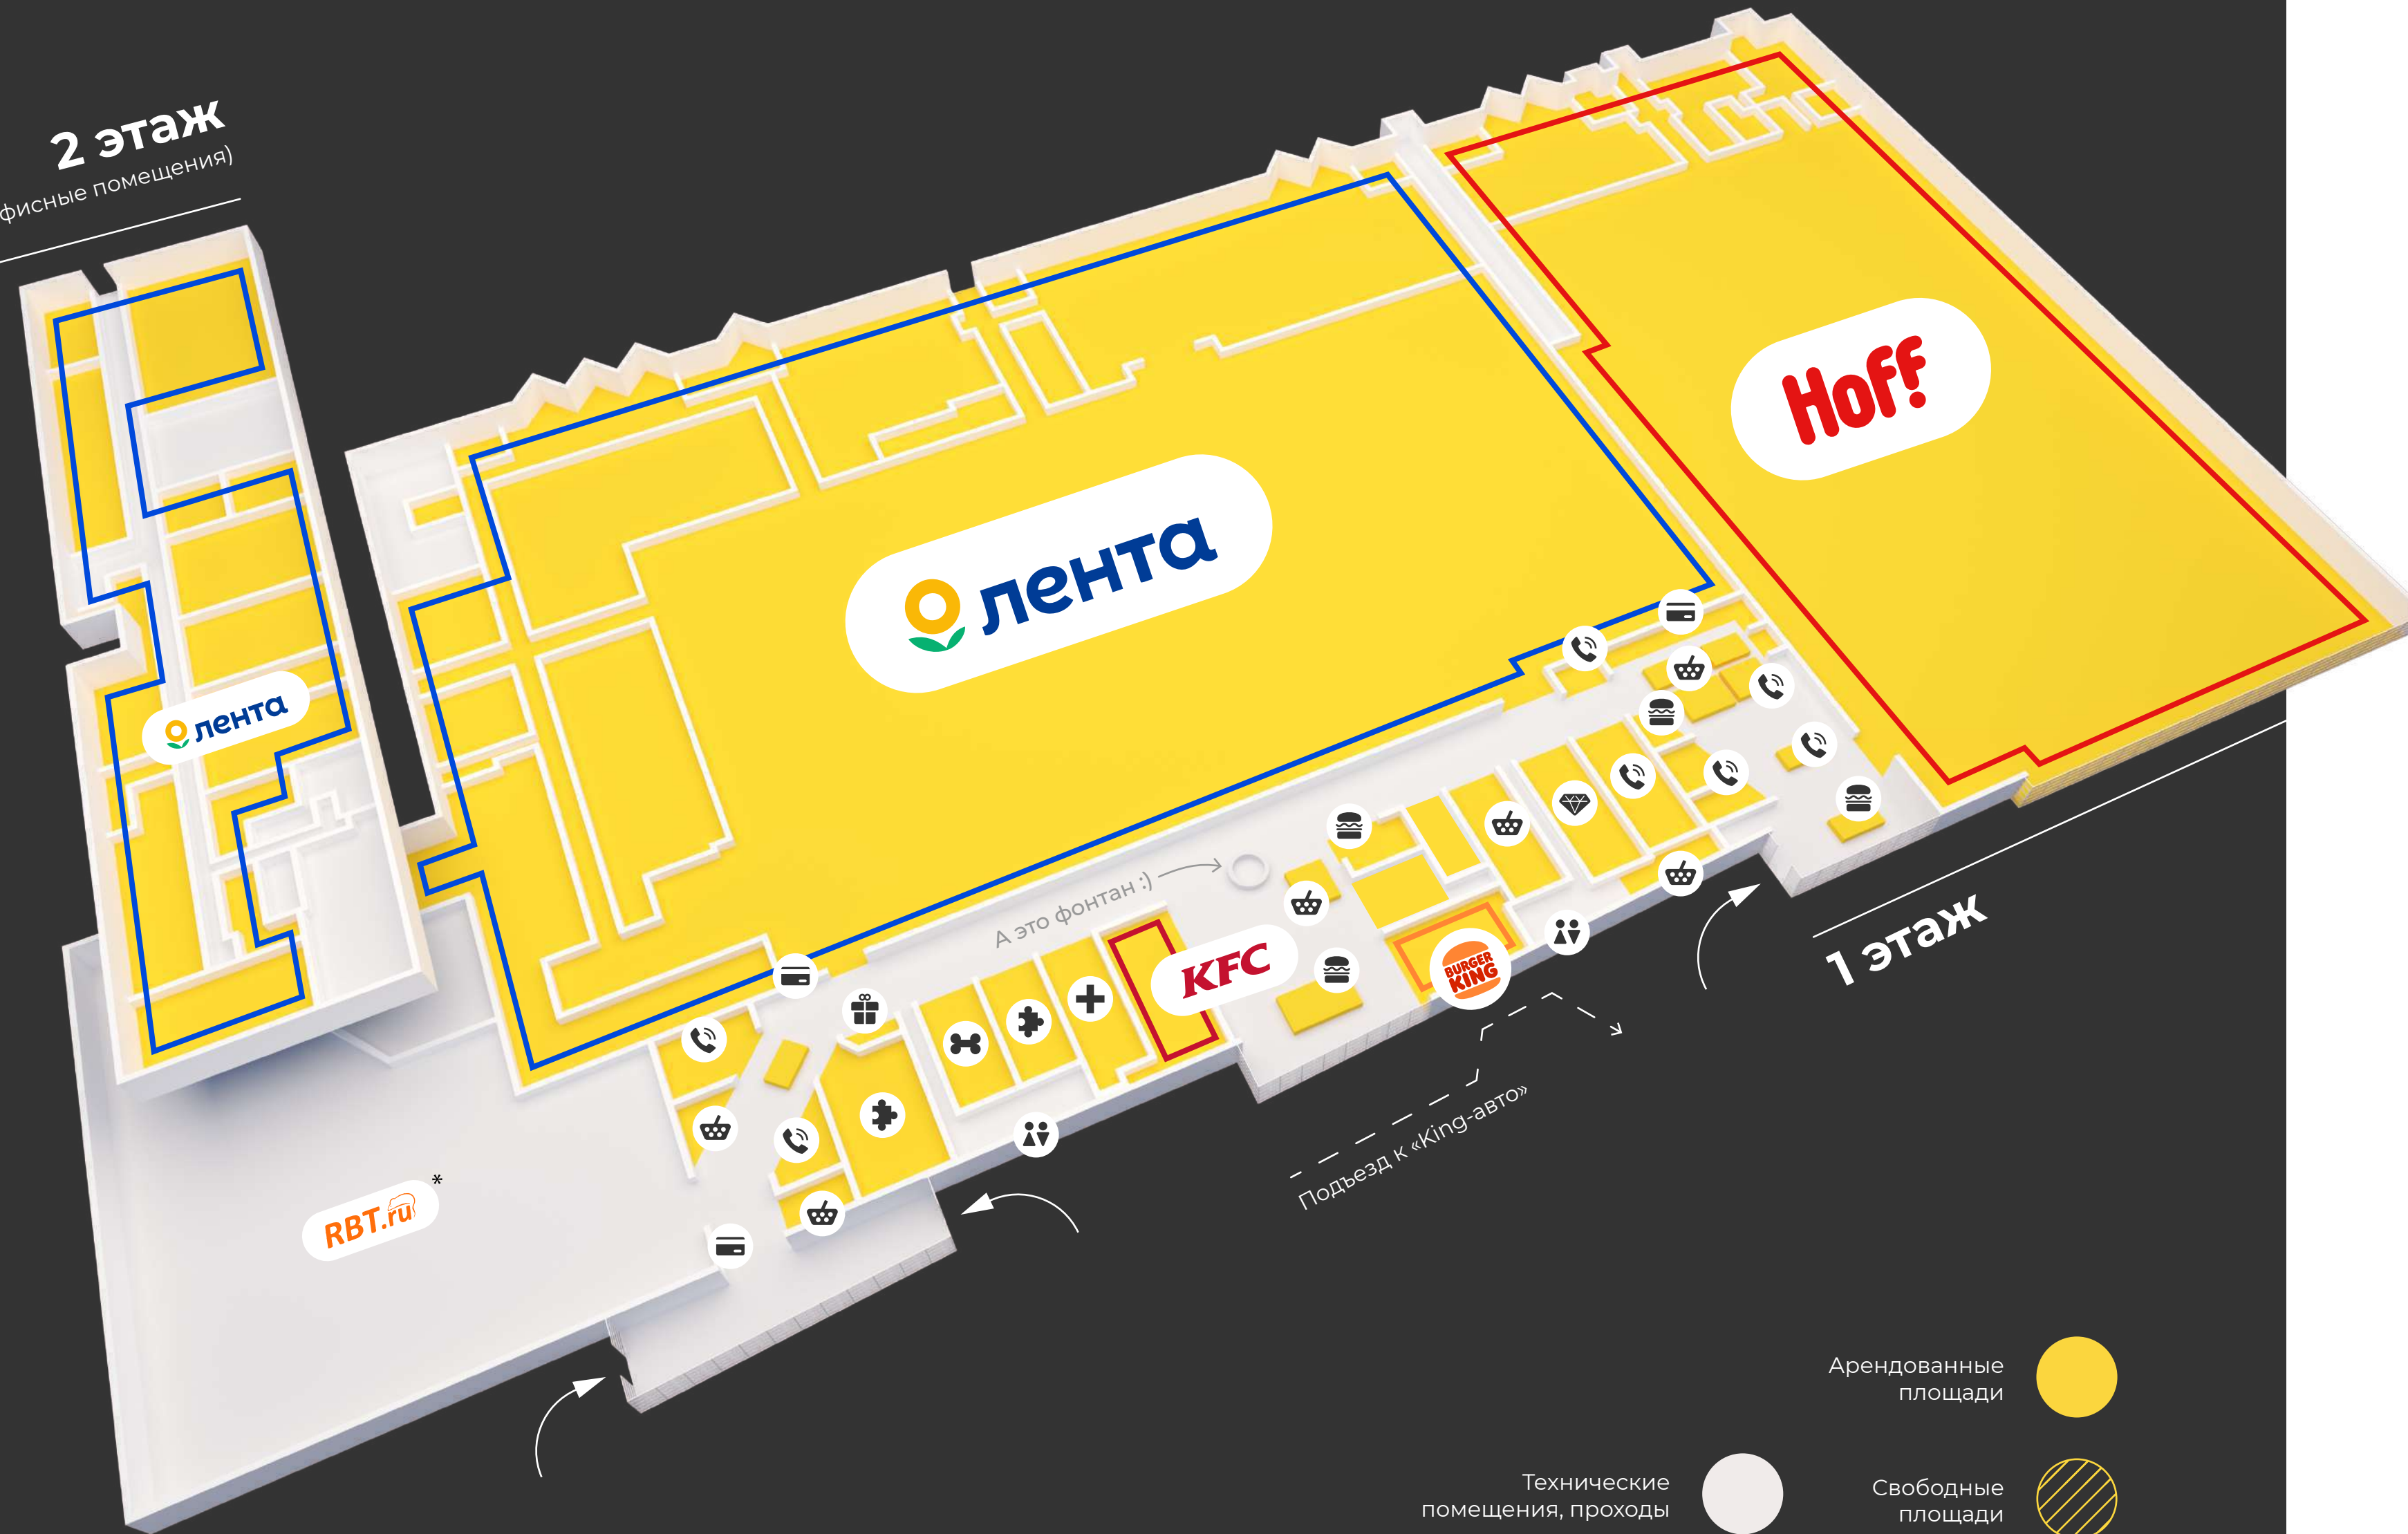 2 этаж
фисные помещения)
Hoff
лента
лента
А это фонтан :)
KFC
BURGER
KING
1 этаж
Подъезд к «King-авто»
RBT.ru*
Арендованные
площади
Технические
помещения, проходы
Свободные
площади